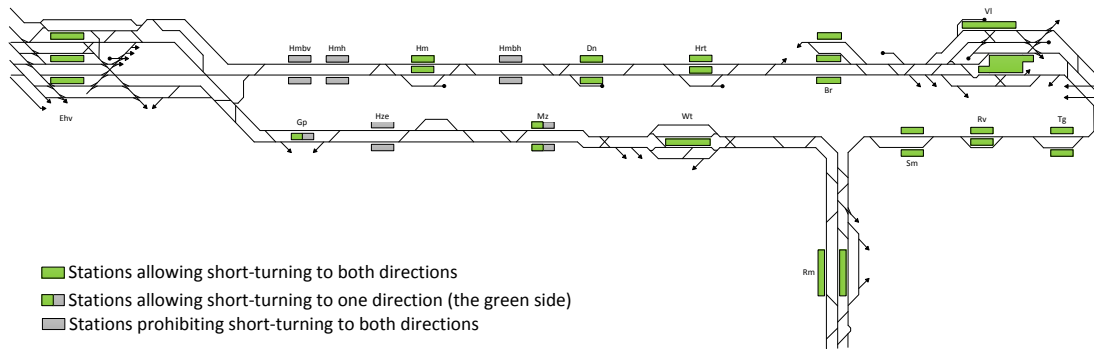 Vl
Hmbv Hmh Hm Hmbh Dn Hrt
Br
Ehv
Gp Hze Mz Wt Rv Tg
Sm
Rm
Stations allowing short-turning to both directions
Stations allowing short-turning to one direction (the green side)
Stations prohibiting short-turning to both directions